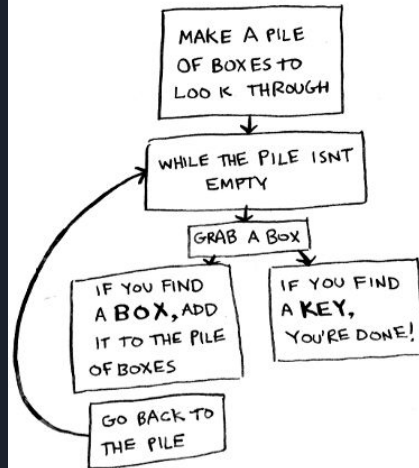 MAKE A PILE
OF BOXES TO
LOOK THROUGH
WHILE THE PILE ISNT
EMPTY
GRAB A BOX
IF YOU FIND
A BOX, ADD
IT TO THE PILE
OF BOXES
IF YOU FIND
A KEY,
YOU'RE DONE!
GO BACK TO
THE PILE